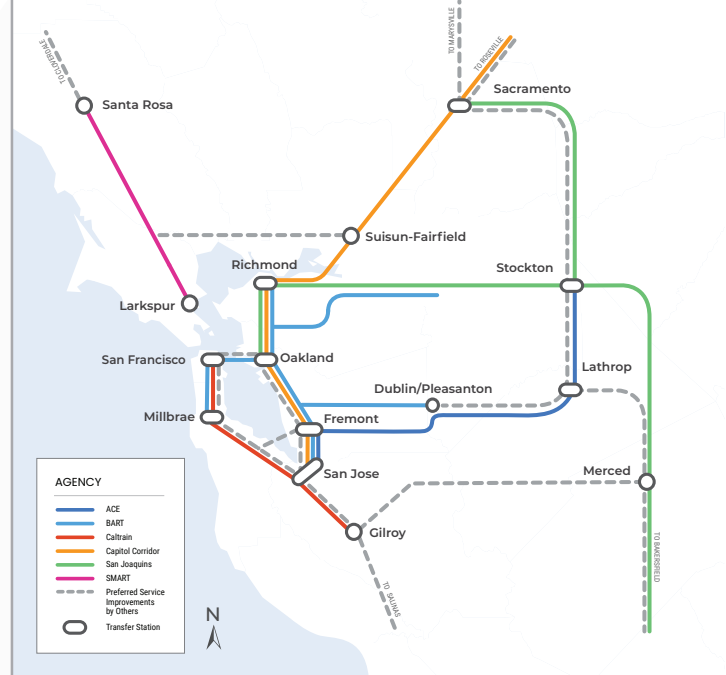 TO MARYSVILLE
TO ROSEVILLE
TO CLOVERDALE
Sacramento
Santa Rosa
Suisun-Fairfield
Richmond
Stockton
Larkspur
San Francisco
Oakland
Lathrop
Dublin/Pleasanton
Millbrae
Fremont
San Jose
Merced
Gilroy
TO BAKERSFIELD
TO SALINAS
AGENCY
ACE
BART
Caltrain
Capitol Corridor
San Joaquins
SMART
Preferred Service
Improvements
by Others
Transfer Station
N